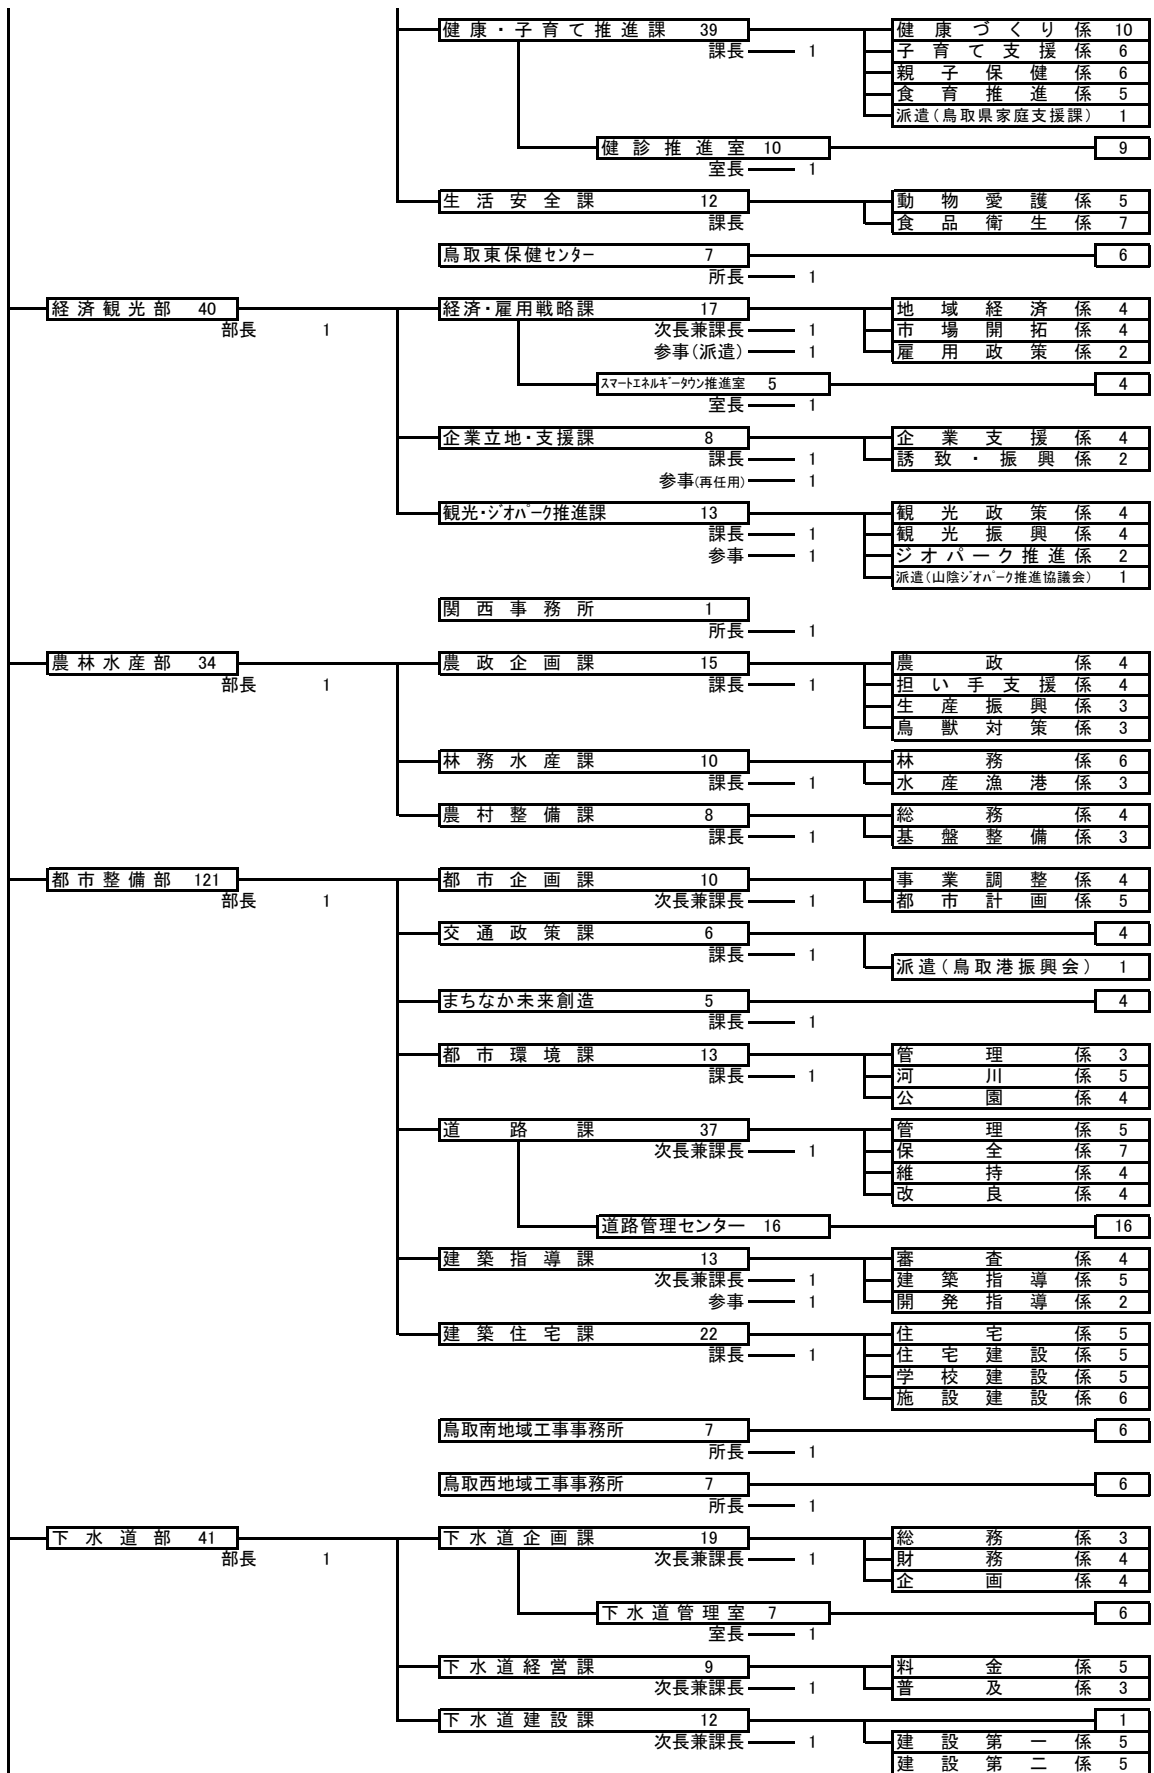 健康・子育て推進課 39 健康づくり係 10
課長 1 子育て支援係 6
親子保健係 6
食育推進係 5
派遣(鳥取県家庭支援課) 1
健診推進室 10 9
室長 1
生活安全課 12 動物愛護係 5
課長 食品衛生係 7
鳥取東保健センター 7 6
所長 1
経済観光部 40 経済・雇用戦略課 17 地域経済係 4
部長 1 次長兼課長 1 市場開拓係 4
参事(派遣) 1 雇用政策係 2
スマートエネルギータウン推進室 5 4
室長 1
企業立地・支援課 8 企業支援係 4
課長 1 誘致・振興係 2
参事(再任用) 1
観光・ジオパーク推進課 13 観光政策係 4
課長 1 観光振興係 4
参事 1 ジオパーク推進係 2
派遣(山陰ジオパーク推進協議会) 1
関西事務所 1
所長 1
農林水産部 34 農政企画課 15 農政係 4
部長 1 課長 1 担い手支援係 4
生産振興係 3
鳥獣対策係 3
林務水産課 10 林務係 6
課長 1 水産漁港係 3
農村整備課 8 総務係 4
課長 1 基盤整備係 3
都市整備部 121 都市企画課 10 事業調整係 4
部長 1 次長兼課長 1 都市計画係 5
交通政策課 6 4
課長 1 派遣(鳥取港振興会) 1
まちなか未来創造 5 4
課長 1
都市環境課 13 管理係 3
課長 1 河川係 5
公園係 4
道路課 37 管理係 5
次長兼課長 1 保全係 7
維持係 4
改良係 4
道路管理センター 16 16
建築指導課 13 審査係 4
次長兼課長 1 建築指導係 5
参事 1 開発指導係 2
建築住宅課 22 住宅係 5
課長 1 住宅建設係 5
学校建設係 5
施設建設係 6
鳥取南地域工事事務所 7 6
所長 1
鳥取西地域工事事務所 7 6
所長 1
下水道部 41 下水道企画課 19 総務係 3
部長 1 次長兼課長 1 財務係 4
企画係 4
下水道管理室 7 6
室長 1
下水道経営課 9 料金係 5
次長兼課長 1 普及係 3
下水道建設課 12 1
次長兼課長 1 建設第一係 5
建設第二係 5